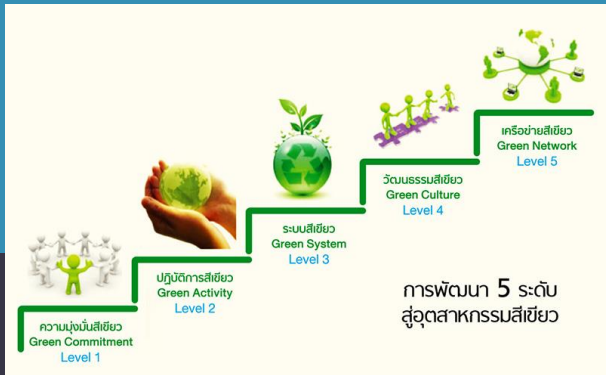 ความมุ่งมั่นสีเขียว
Green Commitment
Level 1
ปฏิบัติการสีเขียว
Green Activity
Level 2
ระบบสีเขียว
Green System
Level 3
วัฒนธรรมสีเขียว
Green Culture
Level 4
เครือข่ายสีเขียว
Green Network
Level 5
การพัฒนา 5 ระดับ
สู่อุตสาหกรรมสีเขียว